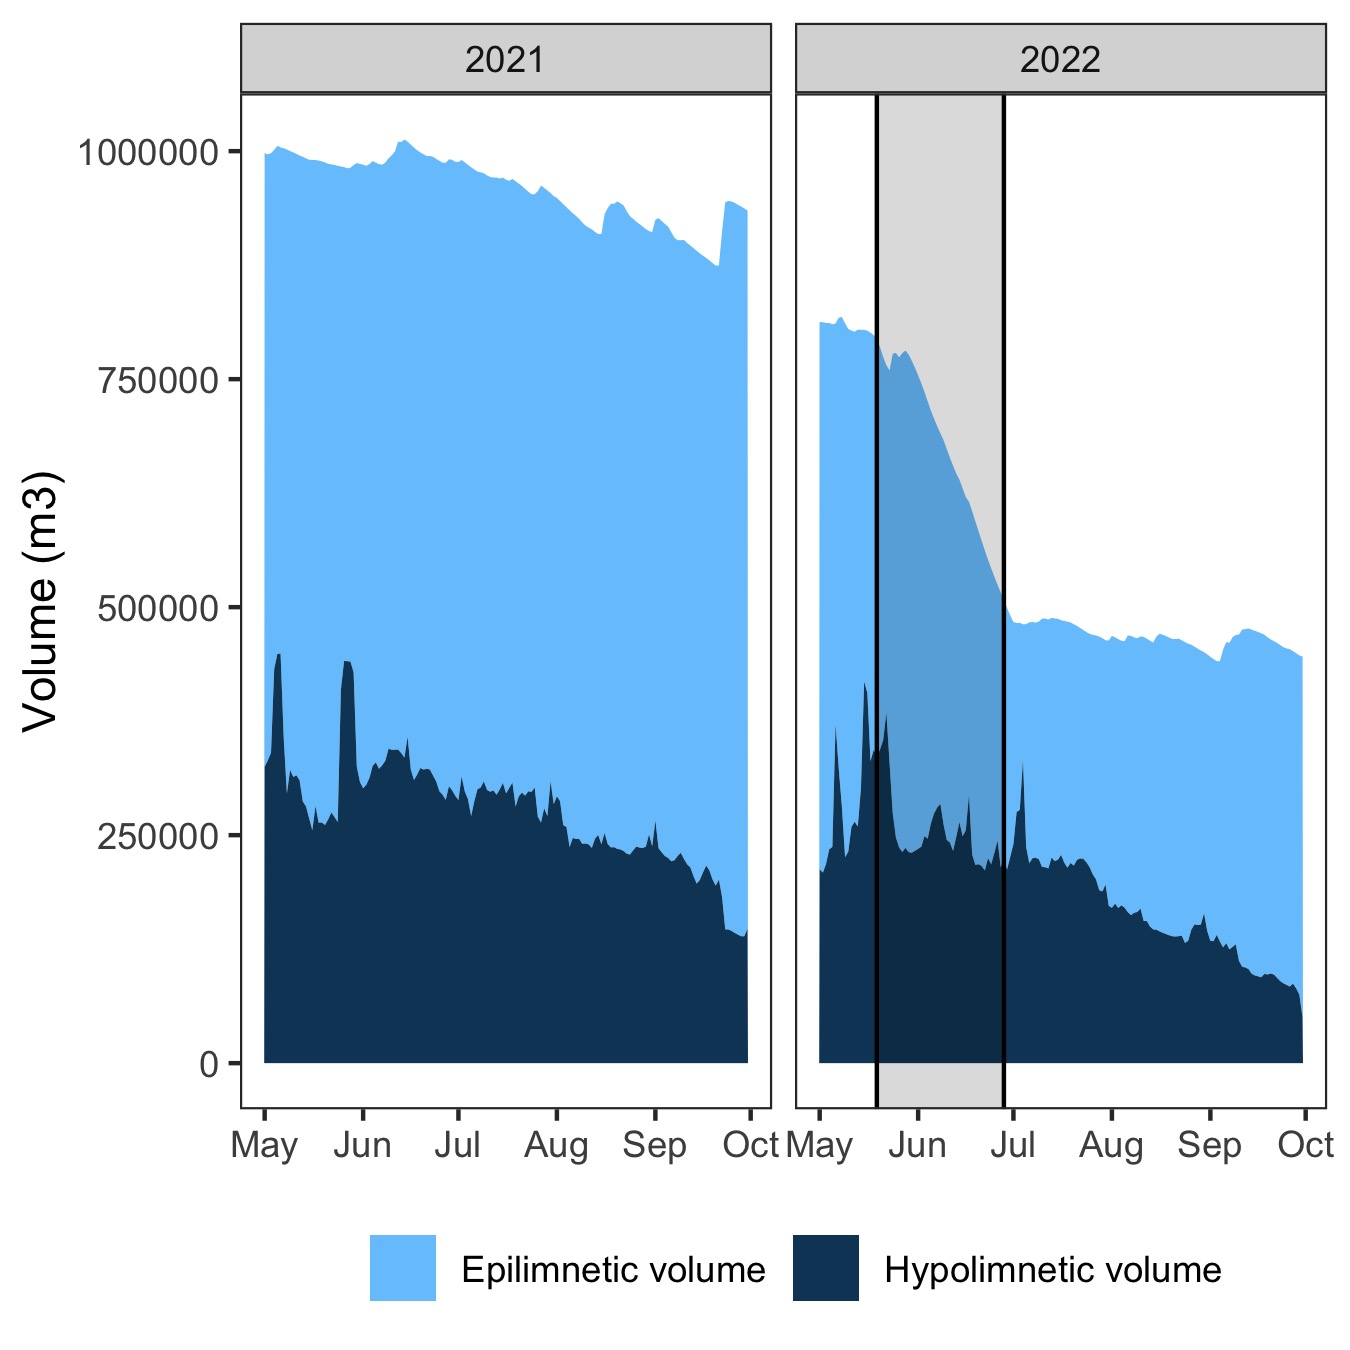 2021
2022
Volume (m3)
1000000
750000
500000
250000
0
May Jun Jul Aug Sep Oct
May Jun Jul Aug Sep Oct
Epilimnetic volume
Hypolimnetic volume